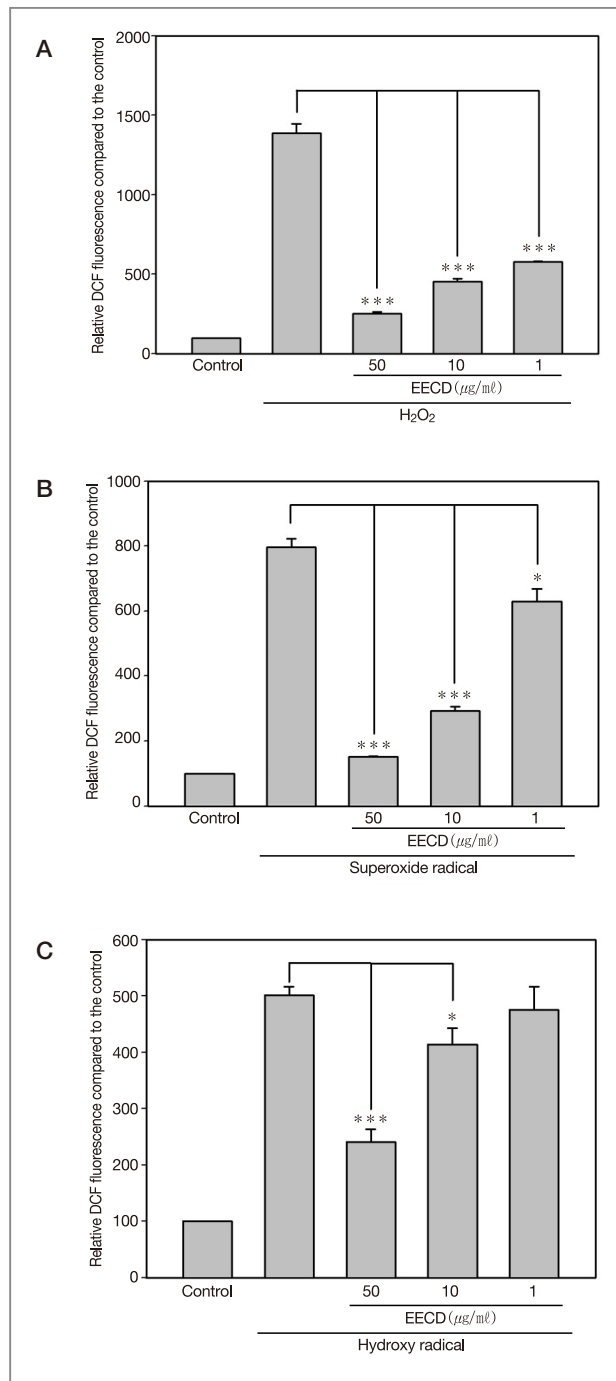 A
Relative DCF fluorescence compared to the control
2000
1500
1000
500
0
***
***
***
Control
50 10 1
EECD (μg/mℓ)
H₂O₂
B
Relative DCF fluorescence compared to the control
1000
800
600
400
200
0
***
***
*
Control
50 10 1
EECD (μg/mℓ)
Superoxide radical
C
Relative DCF fluorescence compared to the control
600
500
400
300
200
100
0
***
*
Control
50 10 1
EECD (μg/mℓ)
Hydroxy radical